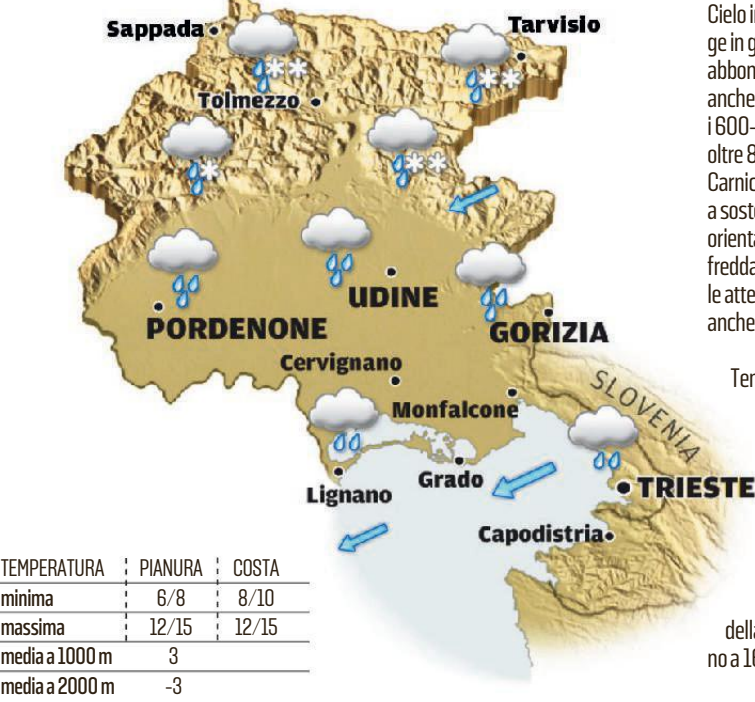 Sappada
Tarvisio
Tolmezzo
UDINE
PORDENONE
GORIZIA
Cervignano
Monfalcone
SLOVENIA
Grado
Lignano
TRIESTE
Capodistria
TEMPERATURA PIANURA COSTA
minima 6/8 8/10
massima 12/15 12/15
media a 1000 m 3
media a 2000 m -3
Cielo
ge in
abbon
anche
i 600-
oltre 8
Carnic
a sost
orienta
fredda
le atte
anche
Ter
della
no a 16